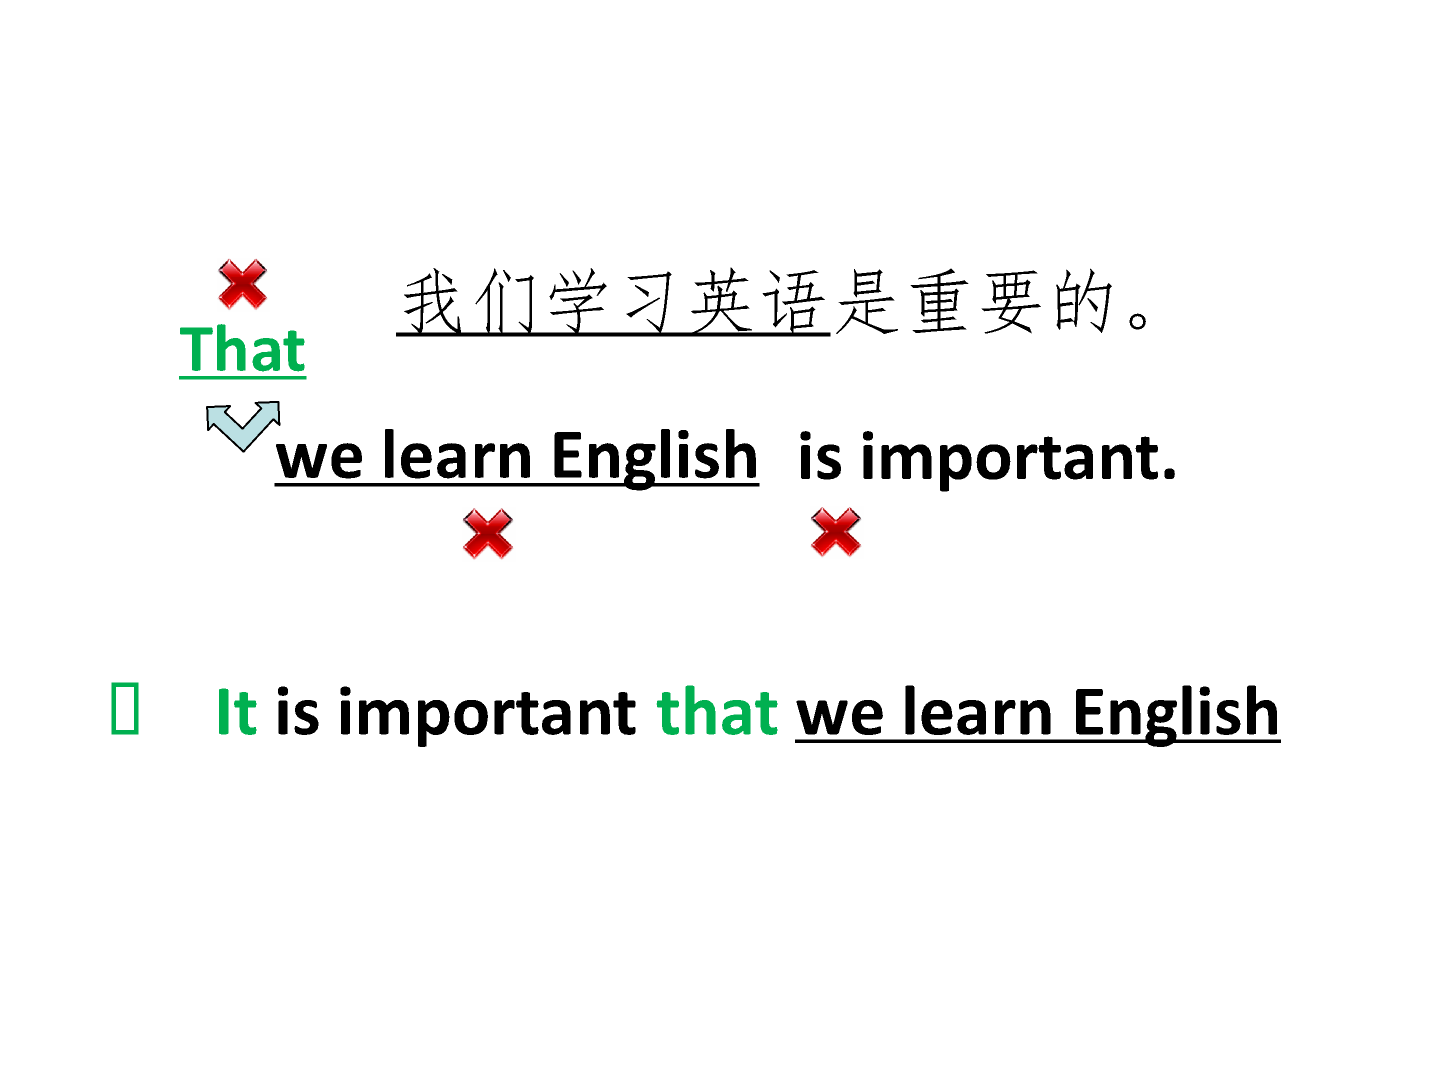 我们学习英语是重要的。
That
we learn English is important.
It is important that we learn English